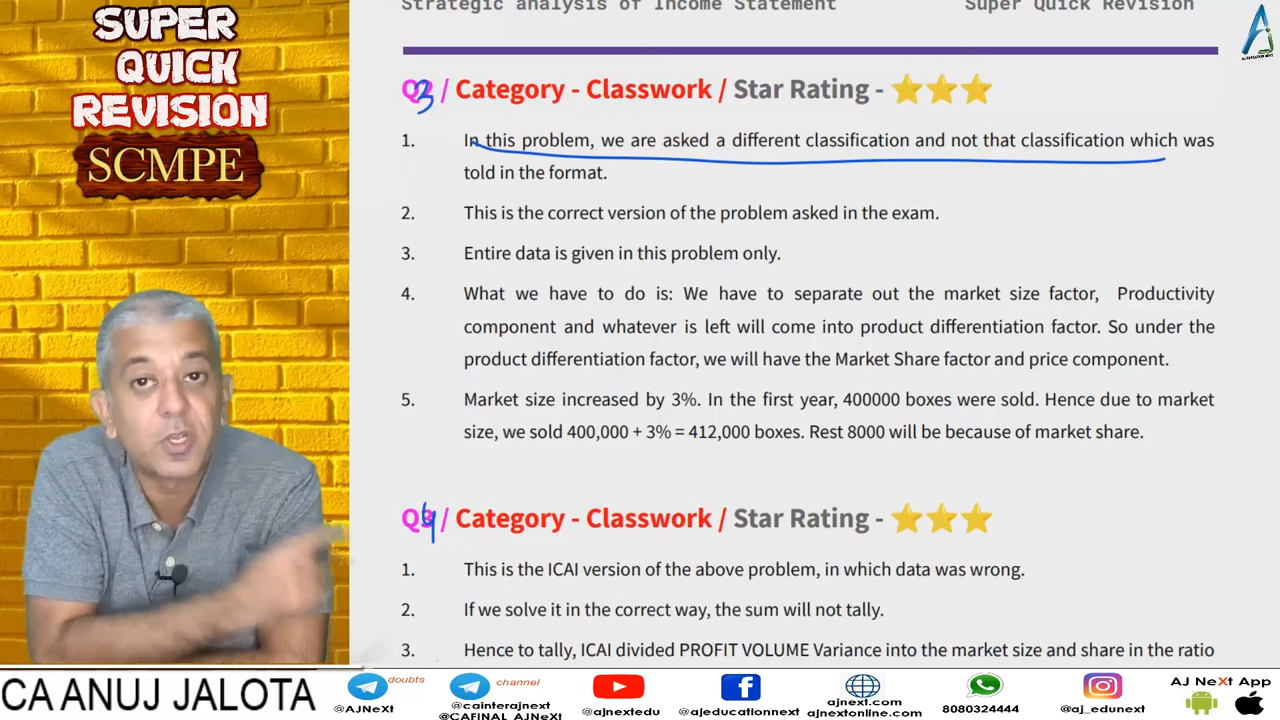 Strategic analysis of Income Statement Super Quick Revision
SUPER
QUICK
REVISION
SCMPE
Q3 / Category - Classwork / Star Rating - ⭐⭐⭐
1. In this problem, we are asked a different classification and not that classification which was
told in the format.
2. This is the correct version of the problem asked in the exam.
3. Entire data is given in this problem only.
4. What we have to do is: We have to separate out the market size factor, Productivity
component and whatever is left will come into product differentiation factor. So under the
product differentiation factor, we will have the Market Share factor and price component.
5. Market size increased by 3%. In the first year, 400000 boxes were sold. Hence due to market
size, we sold 400,000 + 3% = 412,000 boxes. Rest 8000 will be because of market share.
Q4 / Category - Classwork / Star Rating - ⭐⭐⭐
1. This is the ICAI version of the above problem, in which data was wrong.
2. If we solve it in the correct way, the sum will not tally.
3. Hence to tally, ICAI divided PROFIT VOLUME Variance into the market size and share in the ratio
CA ANUJ JALOTA
doubts
@AJNeXt
channel
@cainterajnext
@CAFINAL_AJNeXt
@ajnextedu
@ajeducationnext
ajnext.com
ajnextonline.com
8080324444
@aj_edunext
AJ NeXt App